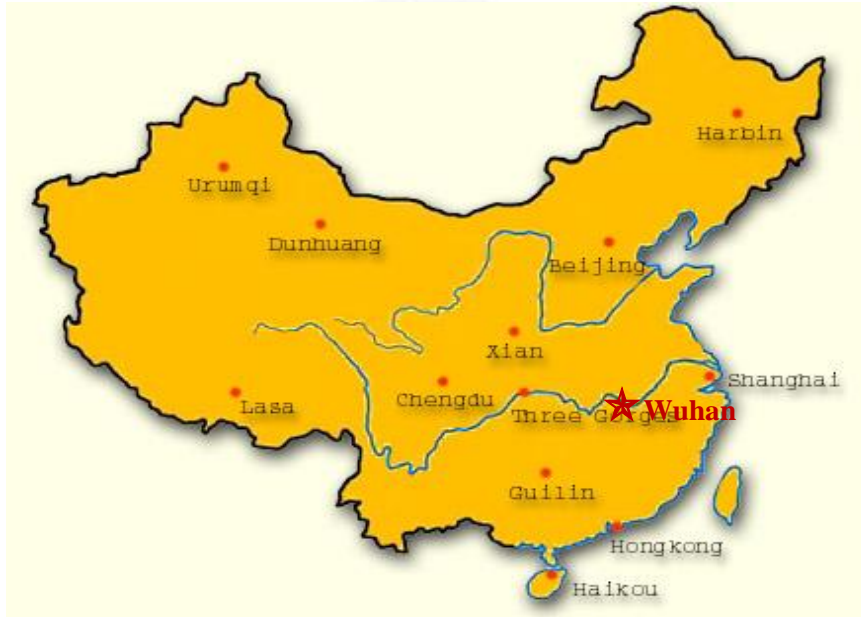 Harbin
Urumqi
Dunhuang
Beijing
Xian
Shanghai
Chengdu
Lasa
Three Gorges
Wuhan
Guilin
Hongkong
Haikou